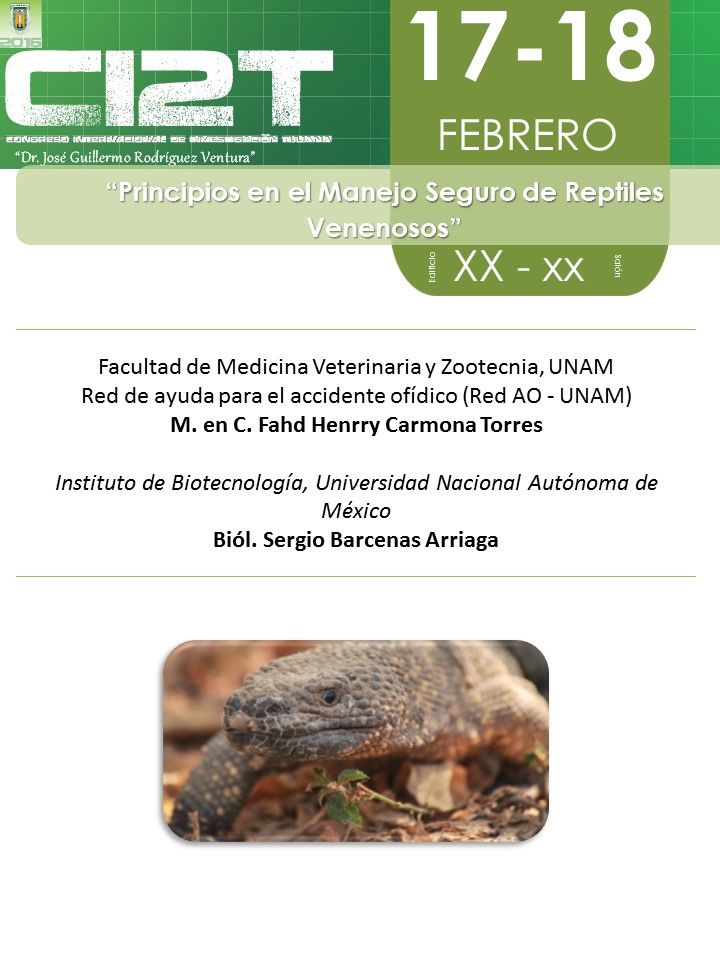 2016
17-18
CI2T
FEBRERO
CONGRESO INTERNACIONAL DE INVESTIGACIÓN TIJUANA
“Dr. José Guillermo Rodríguez Ventura”
“Principios en el Manejo Seguro de Reptiles
Venenosos”
Edificio XX - xx Salón
Facultad de Medicina Veterinaria y Zootecnia, UNAM
Red de ayuda para el accidente ofídico (Red AO - UNAM)
M. en C. Fahd Henrry Carmona Torres
Instituto de Biotecnología, Universidad Nacional Autónoma de
México
Biól. Sergio Barcenas Arriaga